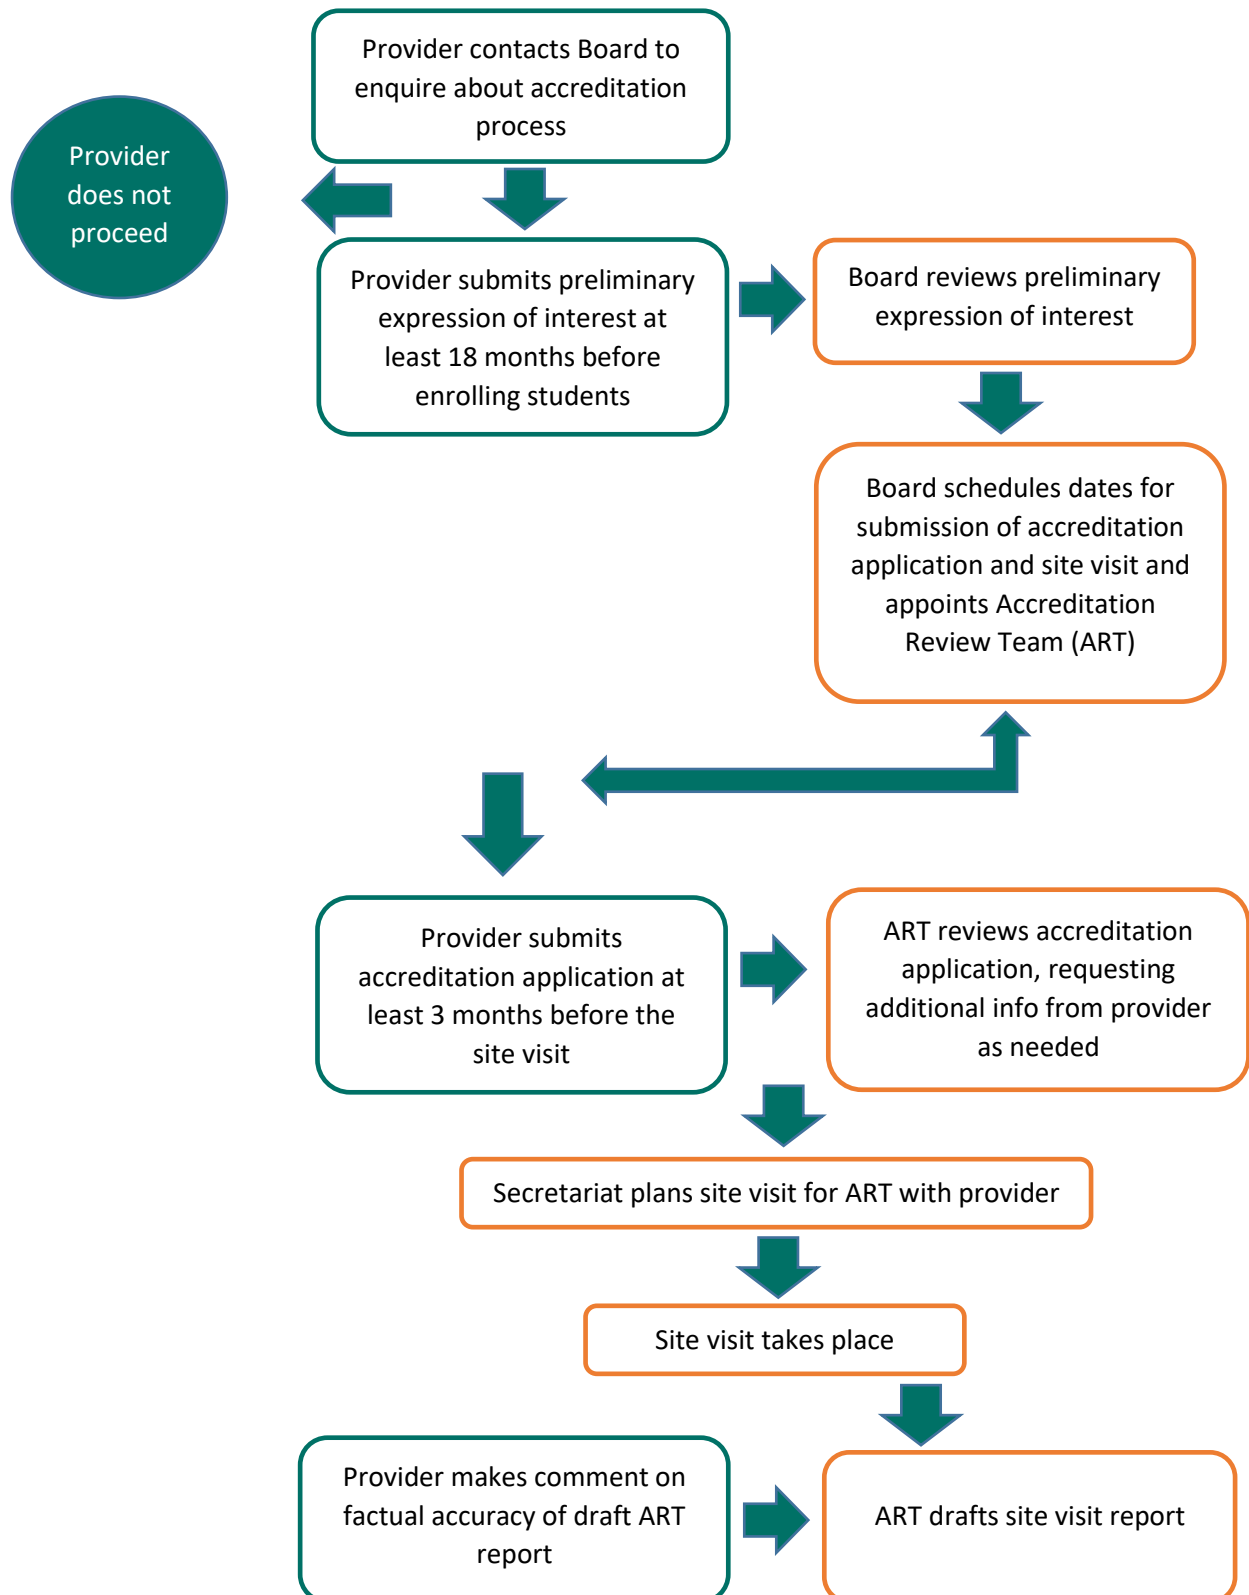 Provider contacts Board to
enquire about accreditation
process
Provider
does not
proceed
Provider submits preliminary
expression of interest at
least 18 months before
enrolling students
Board reviews preliminary
expression of interest
Board schedules dates for
submission of accreditation
application and site visit and
appoints Accreditation
Review Team (ART)
Provider submits
accreditation application at
least 3 months before the
site visit
ART reviews accreditation
application, requesting
additional info from provider
as needed
Secretariat plans site visit for ART with provider
Site visit takes place
Provider makes comment on
factual accuracy of draft ART
report
ART drafts site visit report